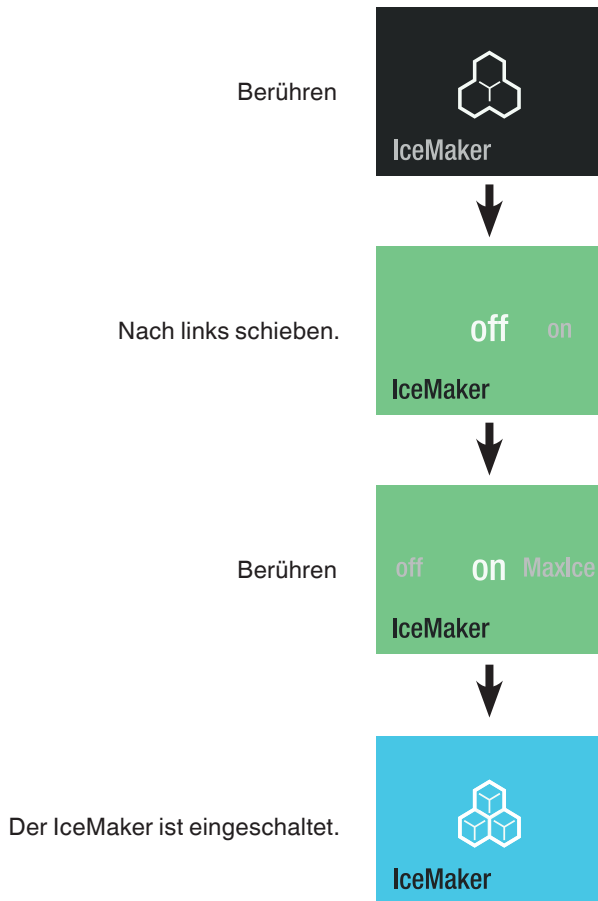 Berühren
IceMaker
Nach links schieben.
off on
IceMaker
Berühren
off on MaxIce
IceMaker
Der IceMaker ist eingeschaltet.
IceMaker